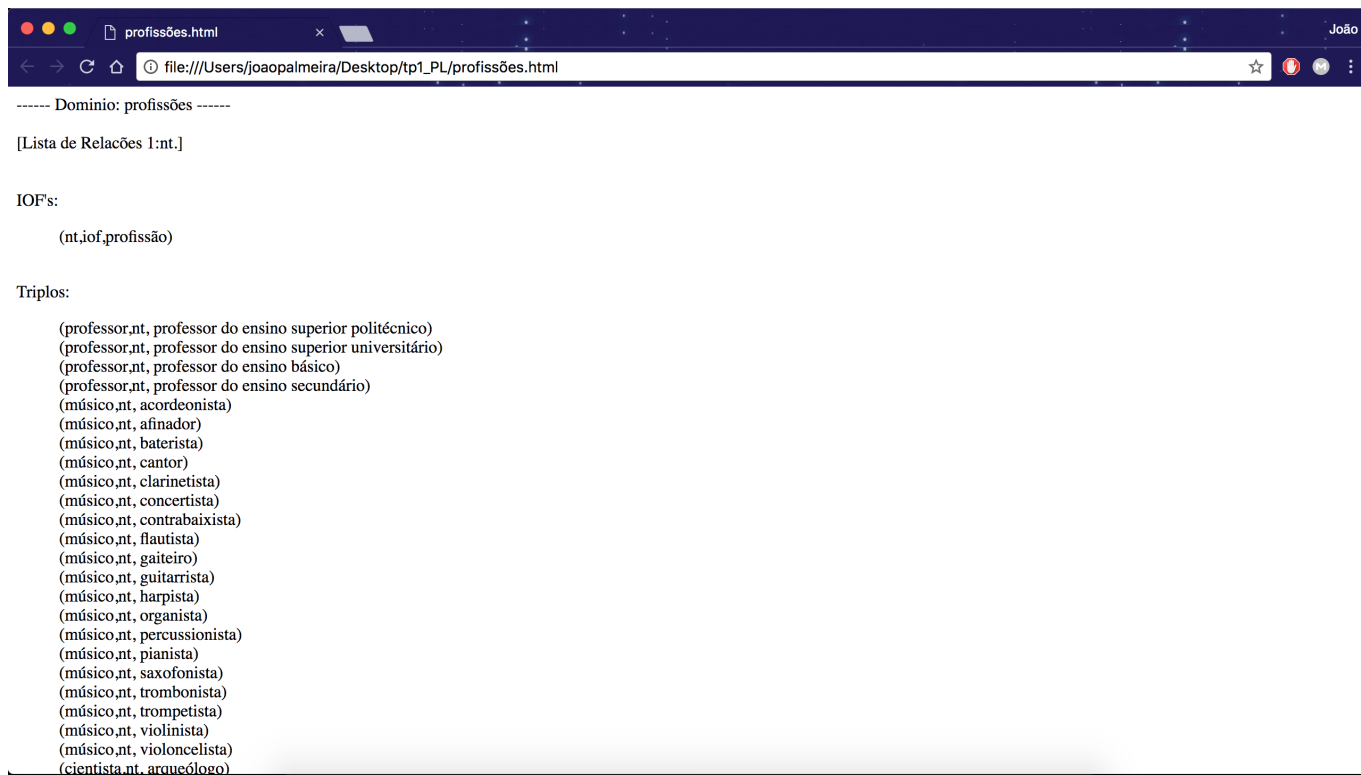 profissões.html
João
file:///Users/joaopalmeira/Desktop/tp1_PL/profissões.html
M
------ Dominio: profissões ------
[Lista de Relacões 1:nt.]
IOF's:
(nt,iof,profissão)
Triplos:
(professor,nt, professor do ensino superior politécnico)
(professor,nt, professor do ensino superior universitário)
(professor,nt, professor do ensino básico)
(professor,nt, professor do ensino secundário)
(músico,nt, acordeonista)
(músico,nt, afinador)
(músico,nt, baterista)
(músico,nt, cantor)
(músico,nt, clarinetista)
(músico,nt, concertista)
(músico,nt, contrabaixista)
(músico,nt, flautista)
(músico,nt, gaiteiro)
(músico,nt, guitarrista)
(músico,nt, harpista)
(músico,nt, organista)
(músico,nt, percussionista)
(músico,nt, pianista)
(músico,nt, saxofonista)
(músico,nt, trombonista)
(músico,nt, trompetista)
(músico,nt, violinista)
(músico,nt, violoncelista)
(cientista,nt, arqueólogo)